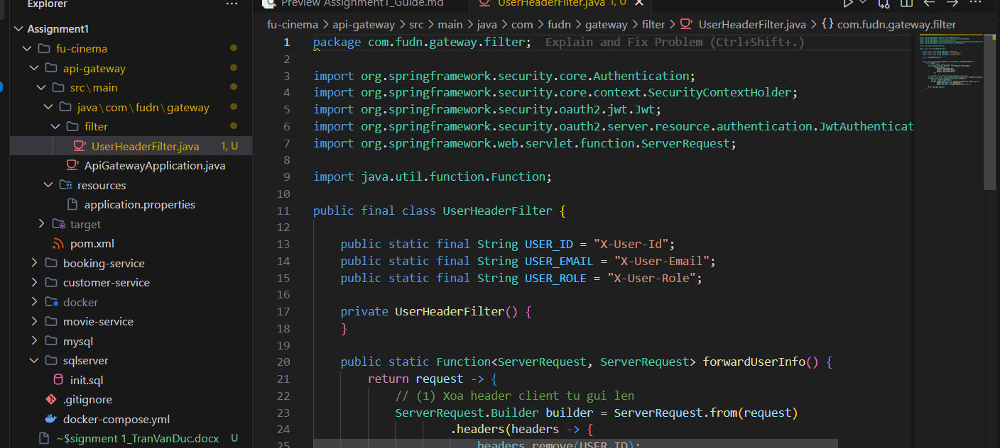 Explorer
Assignment1
fu-cinema
api-gateway
src\main
java\com\fudn\gateway
filter
UserHeaderFilter.java 1, U
ApiGatewayApplication.java
resources
application.properties
target
pom.xml
booking-service
customer-service
docker
movie-service
mysql
sqlserver
init.sql
.gitignore
docker-compose.yml
~$signment 1_TranVanDuc.docx U
Preview Assignment1_Guide.md
UserHeaderFilter.java 1, U
fu-cinema > api-gateway > src > main > java > com > fudn > gateway > filter > UserHeaderFilter.java > {} com.fudn.gateway.filter
1 package com.fudn.gateway.filter; Explain and Fix Problem (Ctrl+Shift+.)
2
3 import org.springframework.security.core.Authentication;
4 import org.springframework.security.core.context.SecurityContextHolder;
5 import org.springframework.security.oauth2.jwt.Jwt;
6 import org.springframework.security.oauth2.server.resource.authentication.JwtAuthenticat
7 import org.springframework.web.servlet.function.ServerRequest;
8
9 import java.util.function.Function;
10
11 public final class UserHeaderFilter {
12
13 public static final String USER_ID = "X-User-Id";
14 public static final String USER_EMAIL = "X-User-Email";
15 public static final String USER_ROLE = "X-User-Role";
16
17 private UserHeaderFilter() {
18 }
19
20 public static Function<ServerRequest, ServerRequest> forwardUserInfo() {
21 return request -> {
22 // (1) Xoa header client tu gui len
23 ServerRequest.Builder builder = ServerRequest.from(request)
24 .headers(headers -> {
25 headers.remove(USER_ID);